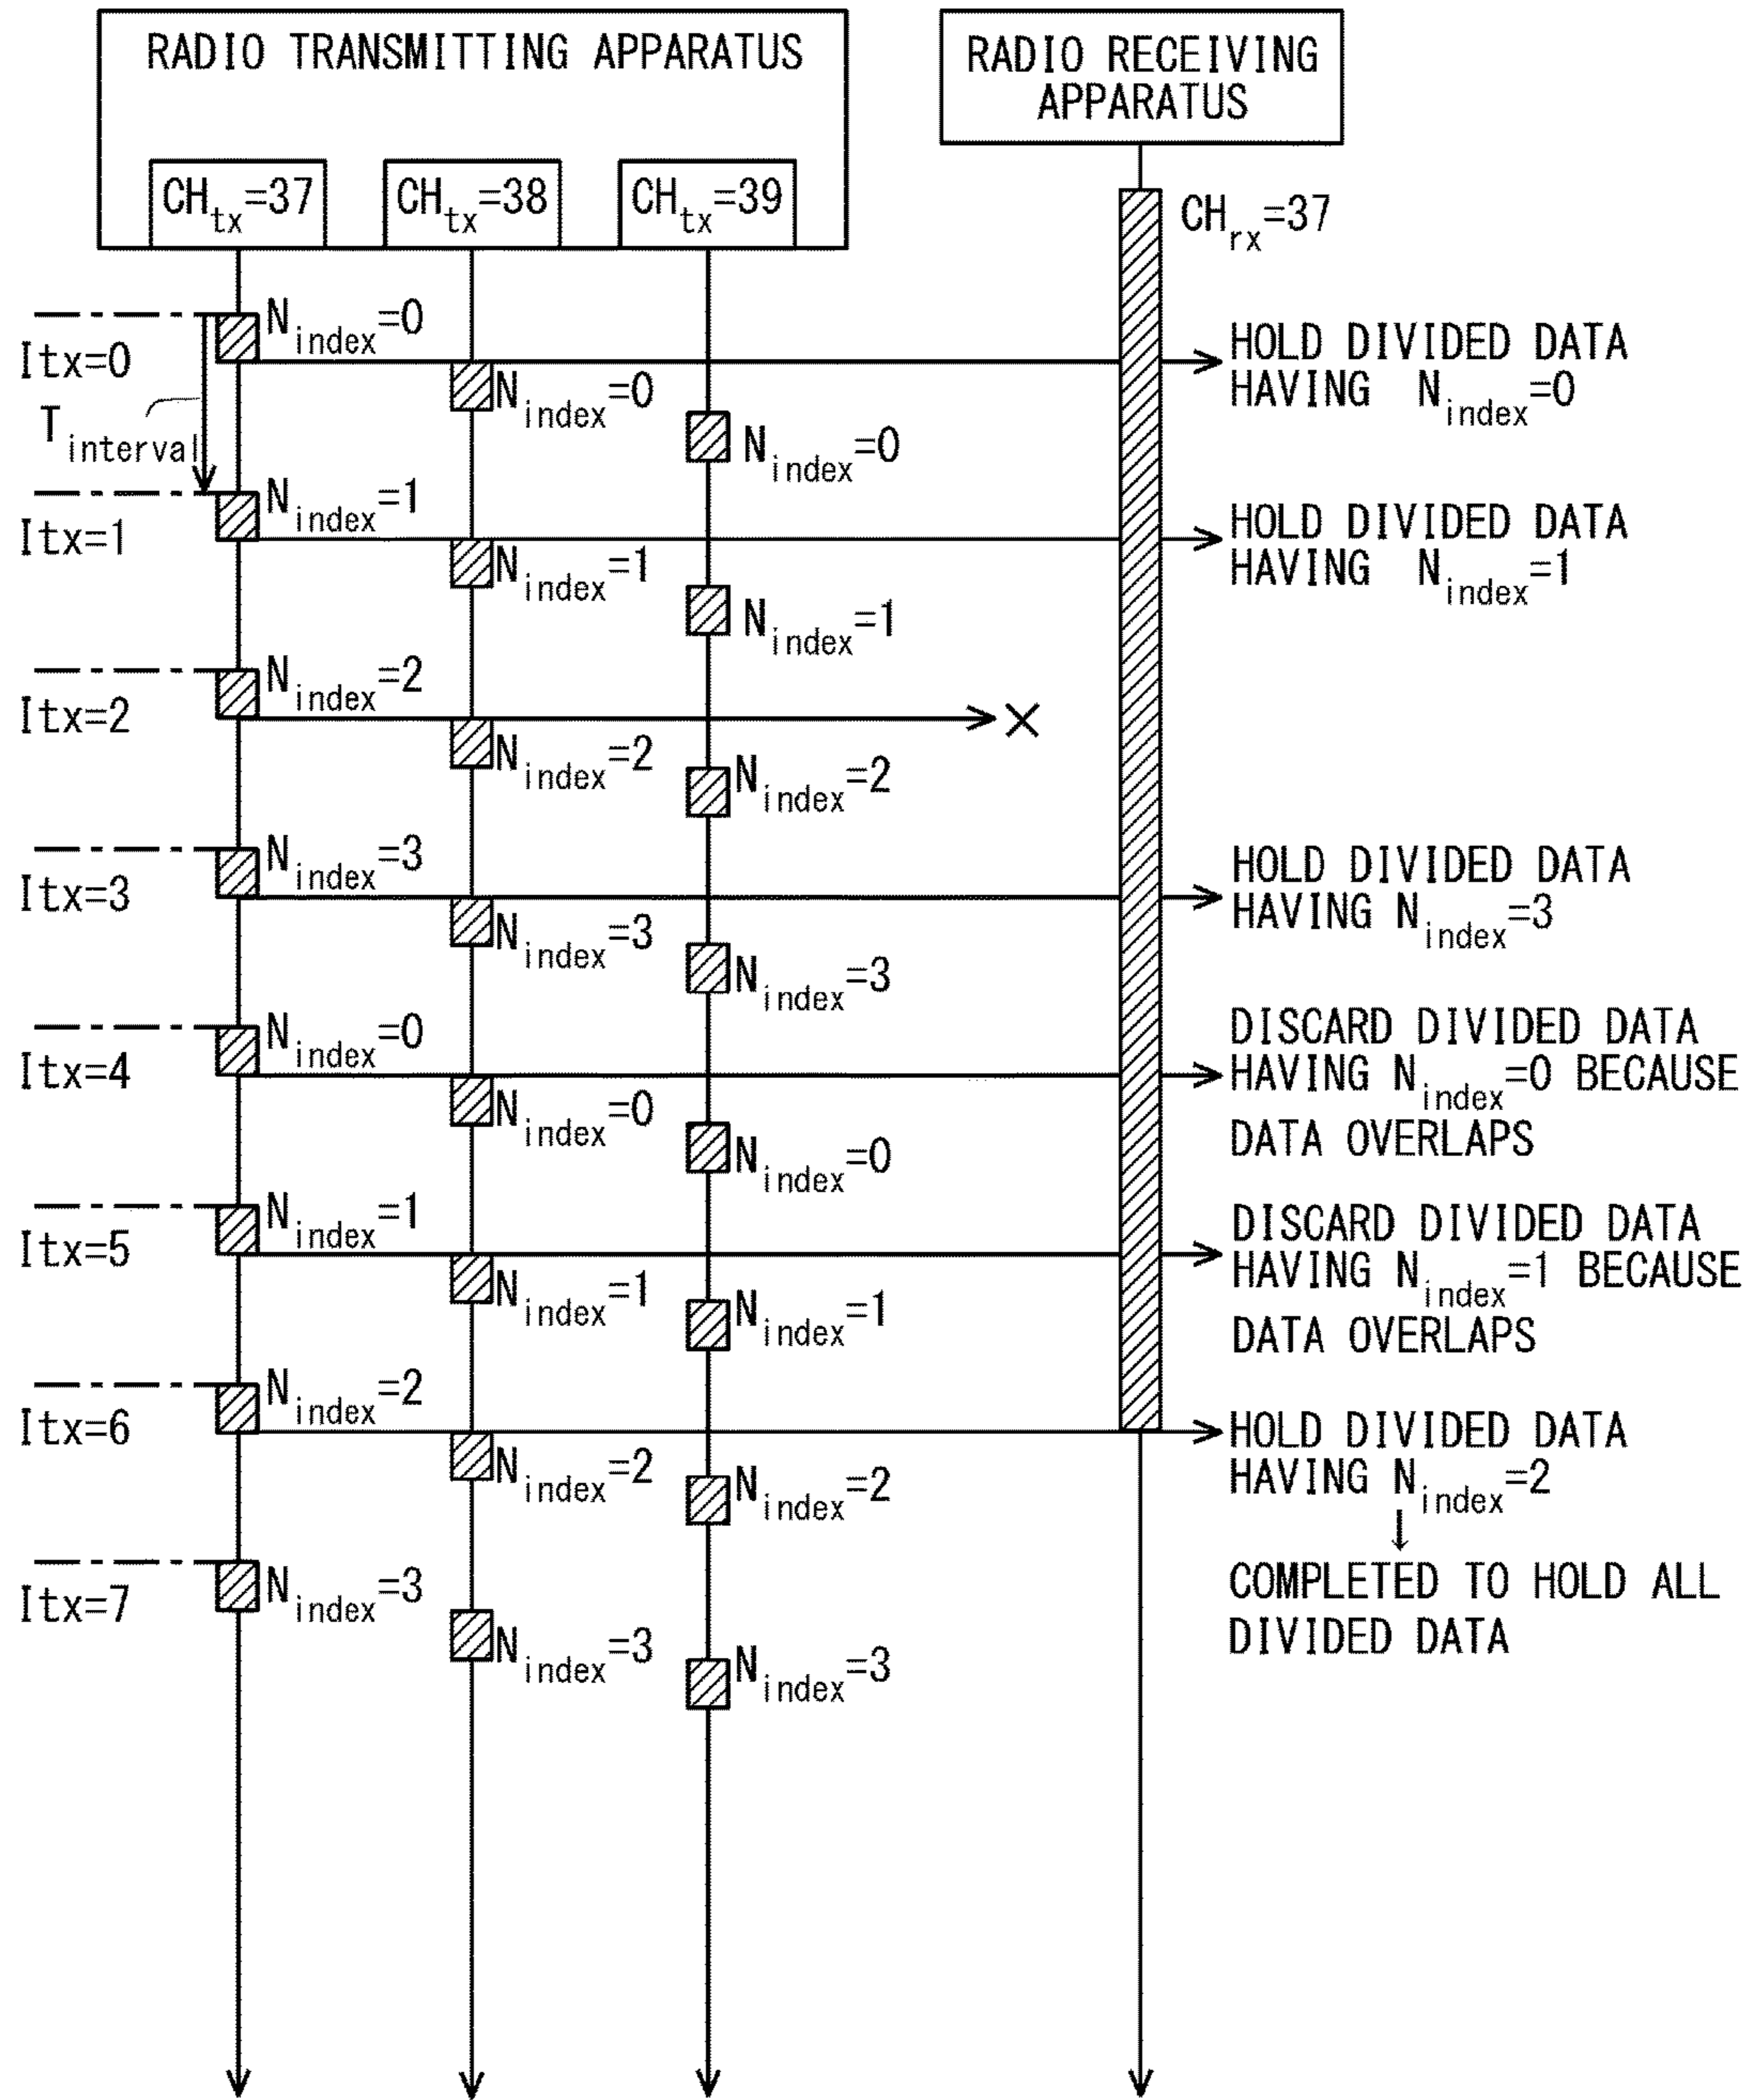 RADIO TRANSMITTING APPARATUS
RADIO RECEIVING
APPARATUS
CHtx=37
CHtx=38
CHtx=39
CHrx=37
Nindex=0
Itx=0
Nindex=0
Nindex=0
HOLD DIVIDED DATA
HAVING Nindex=0
Tinterval
Nindex=1
Itx=1
Nindex=1
Nindex=1
HOLD DIVIDED DATA
HAVING Nindex=1
Nindex=2
Itx=2
Nindex=2
Nindex=2
×
Nindex=3
Itx=3
Nindex=3
Nindex=3
HOLD DIVIDED DATA
HAVING Nindex=3
Nindex=0
Itx=4
Nindex=0
Nindex=0
DISCARD DIVIDED DATA
HAVING Nindex=0 BECAUSE
DATA OVERLAPS
Nindex=1
Itx=5
Nindex=1
Nindex=1
DISCARD DIVIDED DATA
HAVING Nindex=1 BECAUSE
DATA OVERLAPS
Nindex=2
Itx=6
Nindex=2
Nindex=2
HOLD DIVIDED DATA
HAVING Nindex=2
↓
COMPLETED TO HOLD ALL
DIVIDED DATA
Nindex=3
Itx=7
Nindex=3
Nindex=3